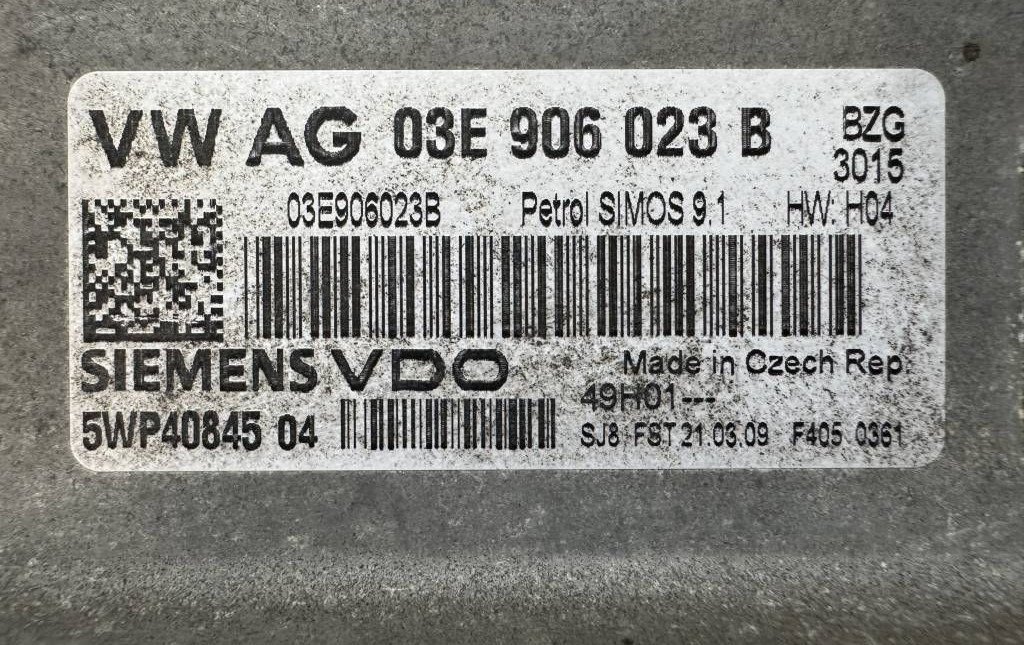 VW AG 03E 906 023 B BZG
3015
03E906023B Petrol SIMOS 9.1 HW: H04
SIEMENS VDO Made in Czech Rep.
49H01---
5WP40845 04 SJ8 FST 21.03.09 F405 0361